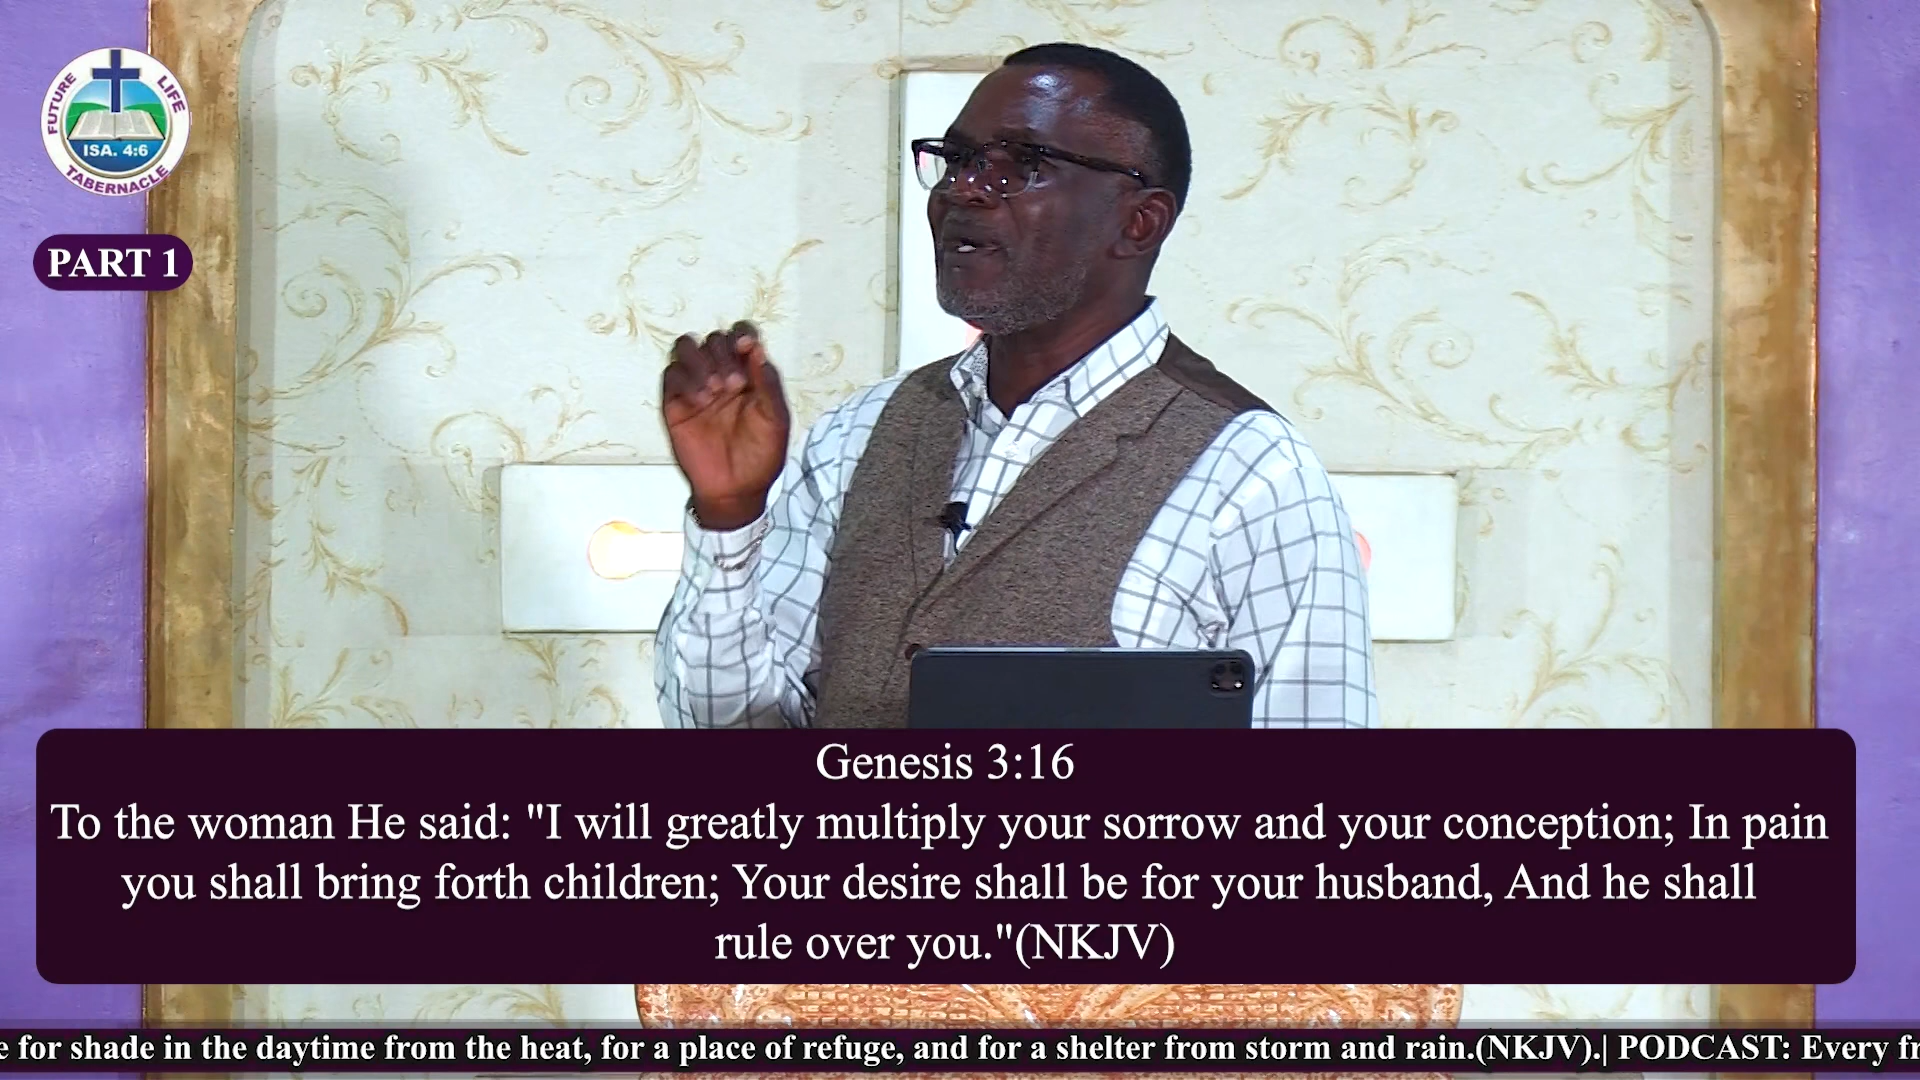 FUTURE LIFE
ISA. 4:6
TABERNACLE
PART 1
Genesis 3:16
To the woman He said: "I will greatly multiply your sorrow and your conception; In pain
you shall bring forth children; Your desire shall be for your husband, And he shall
rule over you."(NKJV)
for shade in the daytime from the heat, for a place of refuge, and for a shelter from storm and rain.(NKJV).| PODCAST: Every